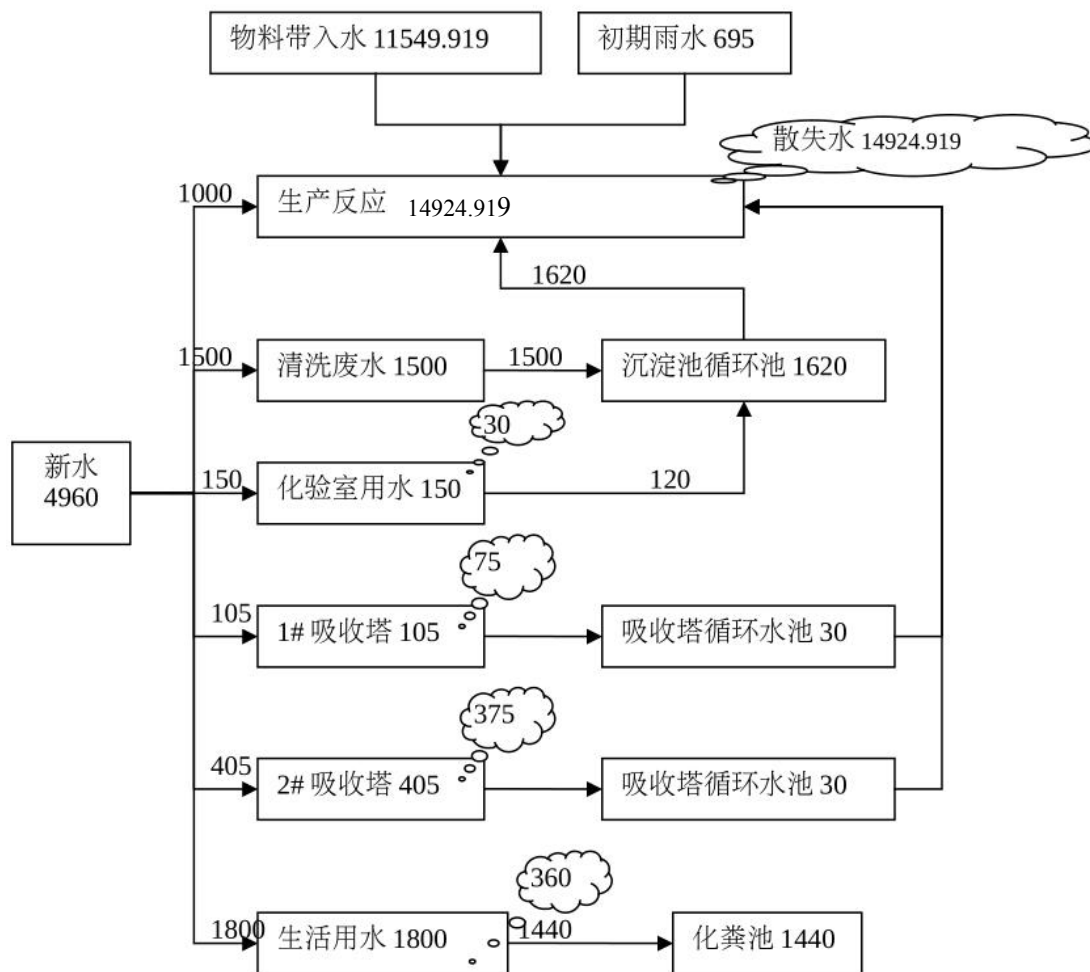 物料带入水 11549.919
初期雨水 695
散失水 14924.919
1000
生产反应 14924.919
1620
1500
清洗废水 1500
1500
沉淀池循环池 1620
30
新水
4960
150
化验室用水 150
120
75
105
1# 吸收塔 105
吸收塔循环水池 30
375
405
2# 吸收塔 405
吸收塔循环水池 30
360
1800
生活用水 1800
1440
化粪池 1440